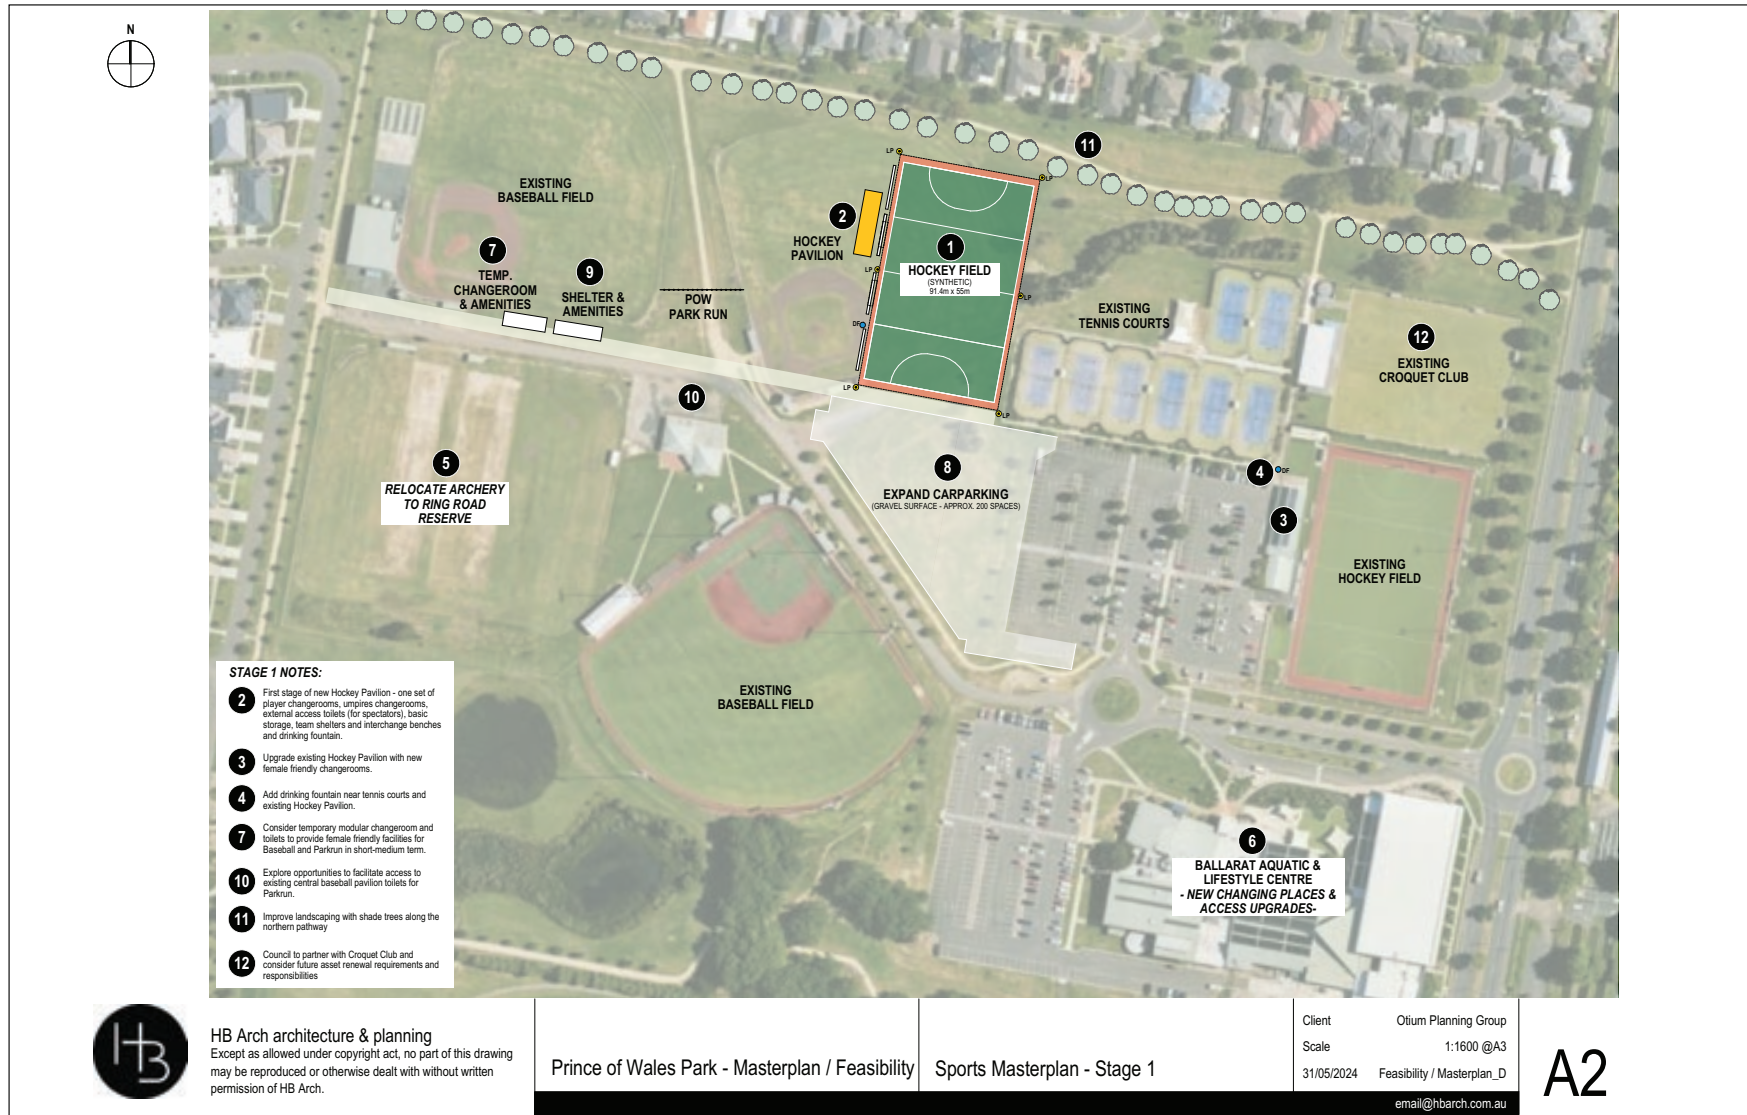 N
11
LP
LP
EXISTING
BASEBALL FIELD
2
HOCKEY
PAVILION
1
HOCKEY FIELD
(SYNTHETIC)
91.4m x 55m
7
TEMP.
CHANGEROOM
& AMENITIES
9
SHELTER &
AMENITIES
POW
PARK RUN
LP
LP
DF
EXISTING
TENNIS COURTS
12
EXISTING
CROQUET CLUB
LP
LP
10
5
RELOCATE ARCHERY
TO RING ROAD
RESERVE
8
EXPAND CARPARKING
(GRAVEL SURFACE - APPROX. 200 SPACES)
4
DF
3
EXISTING
HOCKEY FIELD
EXISTING
BASEBALL FIELD
6
BALLARAT AQUATIC &
LIFESTYLE CENTRE
- NEW CHANGING PLACES &
ACCESS UPGRADES-
STAGE 1 NOTES:
2
First stage of new Hockey Pavilion - one set of
player changerooms, umpires changerooms,
external access toilets (for spectators), basic
storage, team shelters and interchange benches
and drinking fountain.
3
Upgrade existing Hockey Pavilion with new
female friendly changerooms.
4
Add drinking fountain near tennis courts and
existing Hockey Pavilion.
7
Consider temporary modular changeroom and
toilets to provide female friendly facilities for
Baseball and Parkrun in short-medium term.
10
Explore opportunities to facilitate access to
existing central baseball pavilion toilets for
Parkrun.
11
Improve landscaping with shade trees along the
northern pathway
12
Council to partner with Croquet Club and
consider future asset renewal requirements and
responsibilities
HB
HB Arch architecture & planning
Except as allowed under copyright act, no part of this drawing
may be reproduced or otherwise dealt with without written
permission of HB Arch.
Prince of Wales Park - Masterplan / Feasibility
Sports Masterplan - Stage 1
Client Otium Planning Group
Scale 1:1600 @A3
31/05/2024 Feasibility / Masterplan_D
email@hbarch.com.au
A2